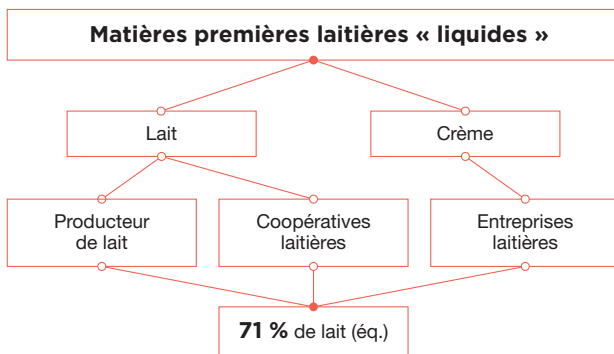 Matières premières laitières « liquides »
Lait
Crème
Producteur
de lait
Coopératives
laitières
Entreprises
laitières
71 % de lait (éq.)